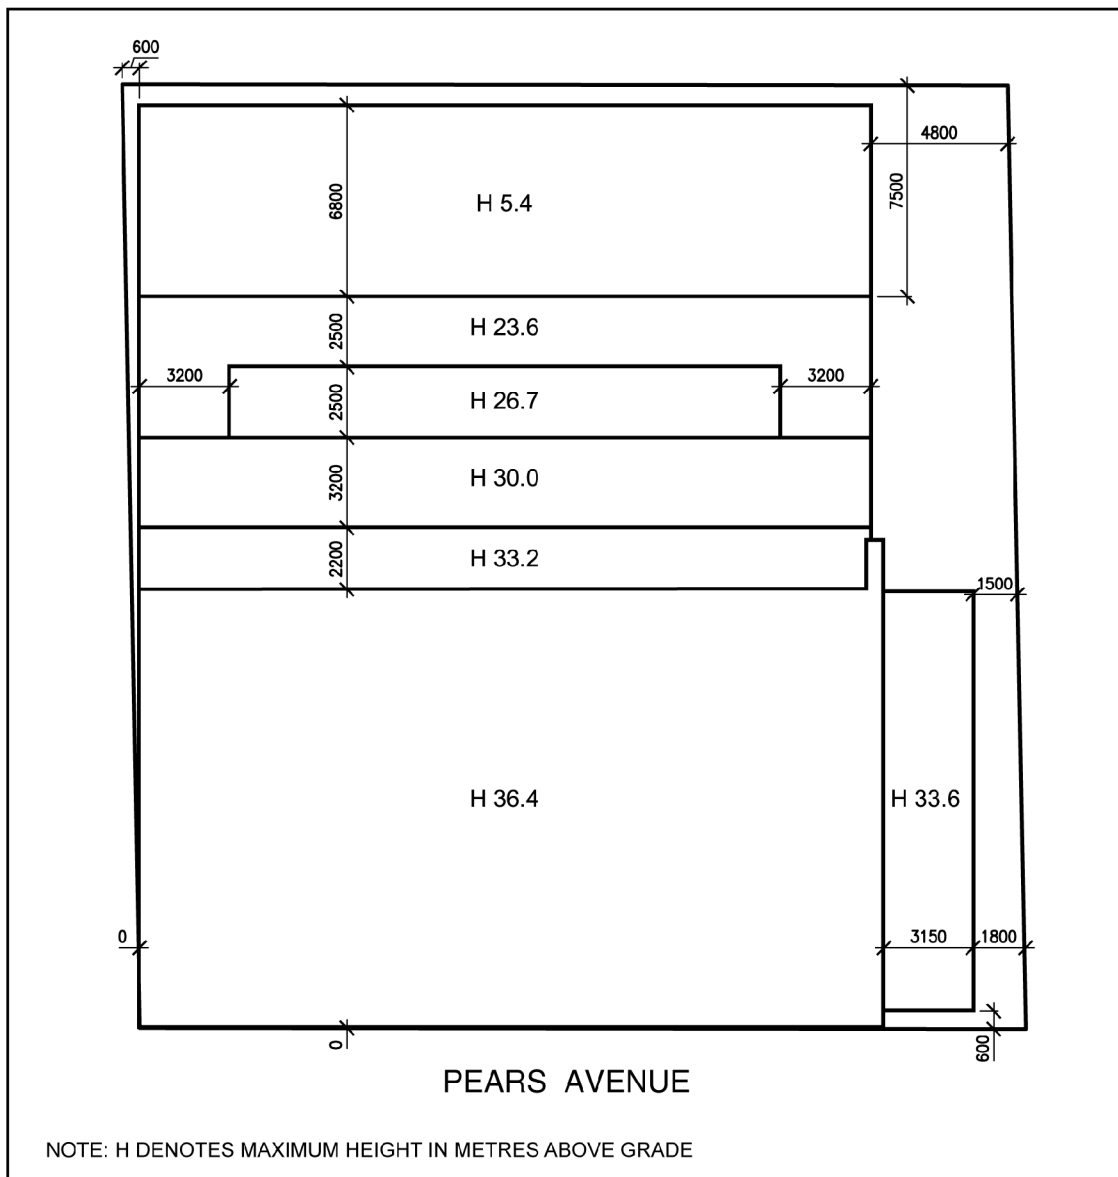 600
4800
7500
6800
H 5.4
2500
H 23.6
3200
3200
2500
H 26.7
3200
H 30.0
2200
H 33.2
1500
H 36.4
H 33.6
0
3150
1800
0
600
PEARS AVENUE
NOTE: H DENOTES MAXIMUM HEIGHT IN METRES ABOVE GRADE